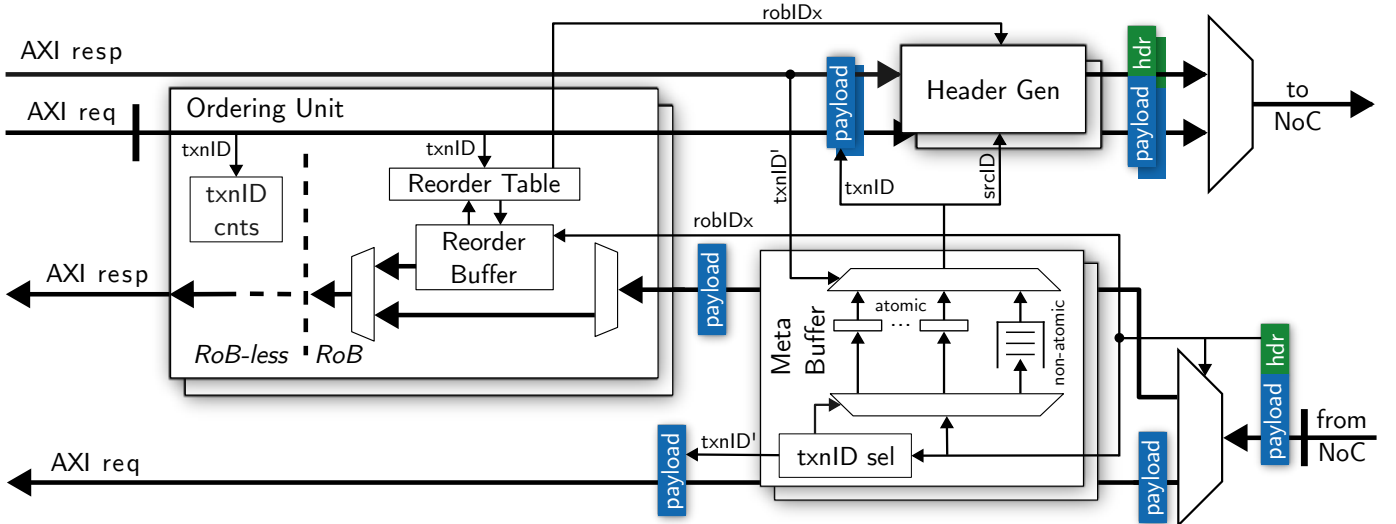 robIDx
AXI resp
AXI req
Ordering Unit
txnID
txnID
txnID
cnts
Reorder Table
Reorder
Buffer
RoB-less
RoB
AXI resp
payload
payload
Header Gen
hdr
payload
to
NoC
txnID'
txnID
srcID
robIDx
Meta
Buffer
atomic
...
non-atomic
txnID sel
txnID'
payload
AXI req
payload
hdr
payload
from
NoC